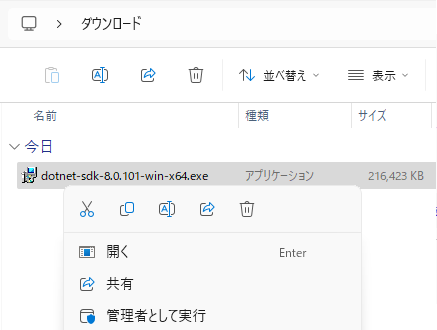 ダウンロード
並べ替え 表示
名前 種類 サイズ
今日
dotnet-sdk-8.0.101-win-x64.exe アプリケーション 216,423 KB
開く Enter
共有
管理者として実行